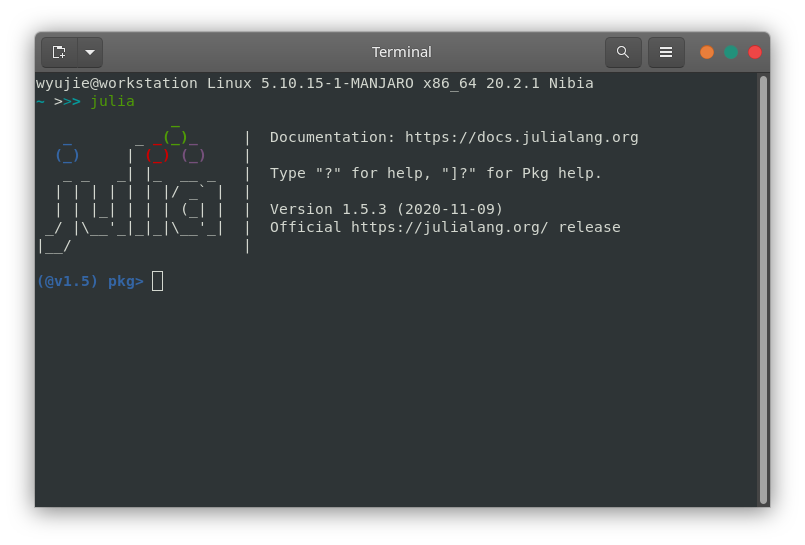 Terminal
wyujie@workstation Linux 5.10.15-1-MANJARO x86_64 20.2.1 Nibia
~ >>> julia
               _
   _       _ _(_)_     |  Documentation: https://docs.julialang.org
  (_)     | (_) (_)    |
   _ _   _| |_  __ _   |  Type "?" for help, "]?" for Pkg help.
  | | | | | | |/ _` |  |
  | | |_| | | | (_| |  |  Version 1.5.3 (2020-11-09)
 _/ |\__'_|_|_|\__'_|  |  Official https://julialang.org/ release
|__/                   |
(@v1.5) pkg>